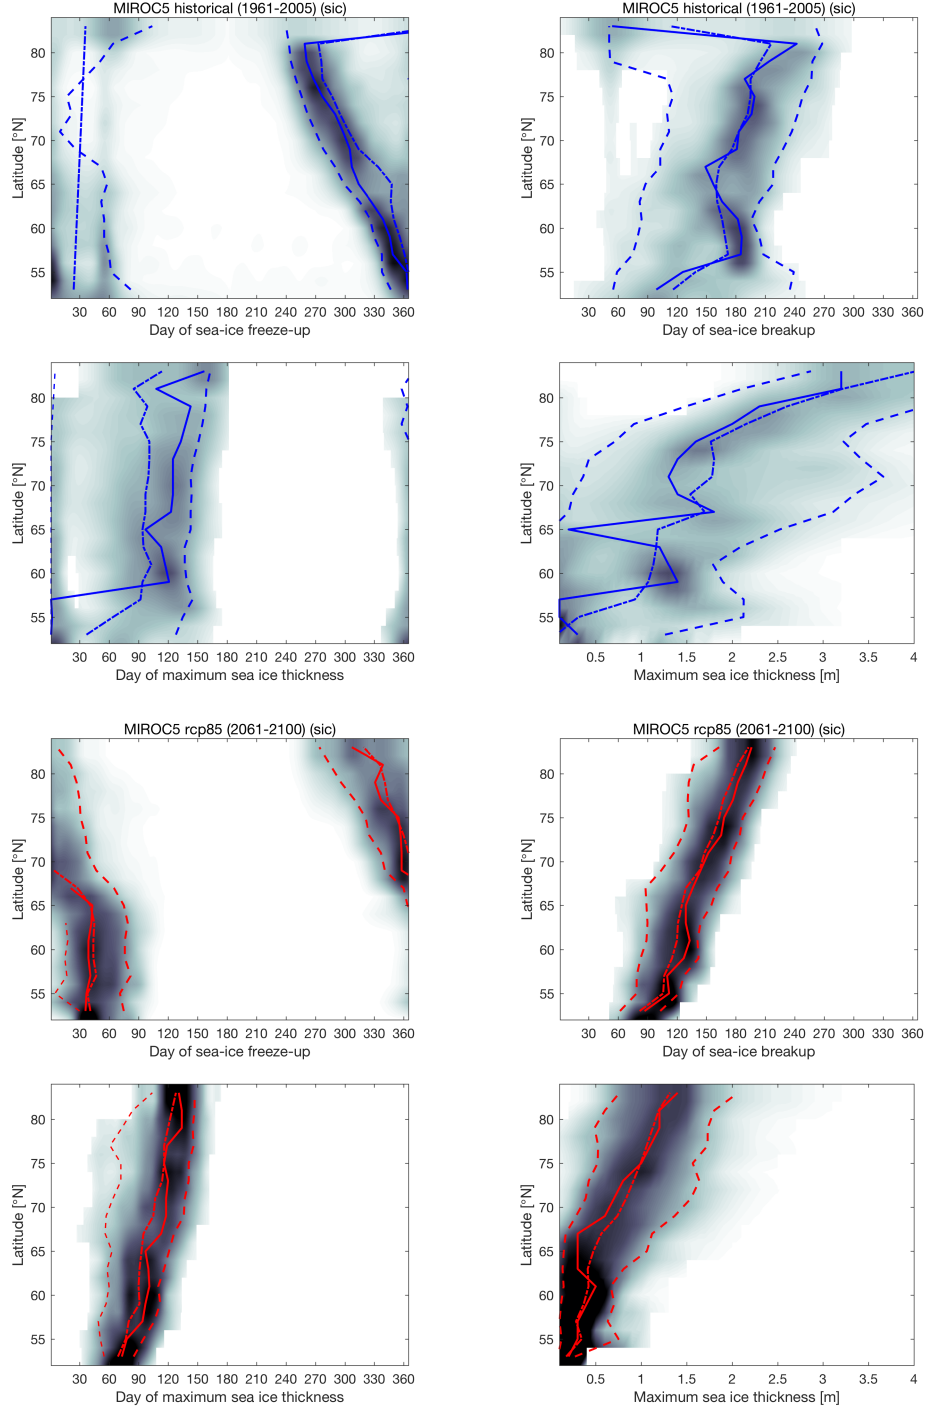 MIROC5 historical (1961-2005) (sic)
Latitude [°N]
80
75
70
65
60
55
30 60 90 120 150 180 210 240 270 300 330 360
Day of sea-ice freeze-up
MIROC5 historical (1961-2005) (sic)
Latitude [°N]
80
75
70
65
60
55
30 60 90 120 150 180 210 240 270 300 330 360
Day of sea-ice breakup
Latitude [°N]
80
75
70
65
60
55
30 60 90 120 150 180 210 240 270 300 330 360
Day of maximum sea ice thickness
Latitude [°N]
80
75
70
65
60
55
0.5 1 1.5 2 2.5 3 3.5 4
Maximum sea ice thickness [m]
MIROC5 rcp85 (2061-2100) (sic)
Latitude [°N]
80
75
70
65
60
55
30 60 90 120 150 180 210 240 270 300 330 360
Day of sea-ice freeze-up
MIROC5 rcp85 (2061-2100) (sic)
Latitude [°N]
80
75
70
65
60
55
30 60 90 120 150 180 210 240 270 300 330 360
Day of sea-ice breakup
Latitude [°N]
80
75
70
65
60
55
30 60 90 120 150 180 210 240 270 300 330 360
Day of maximum sea ice thickness
Latitude [°N]
80
75
70
65
60
55
0.5 1 1.5 2 2.5 3 3.5 4
Maximum sea ice thickness [m]